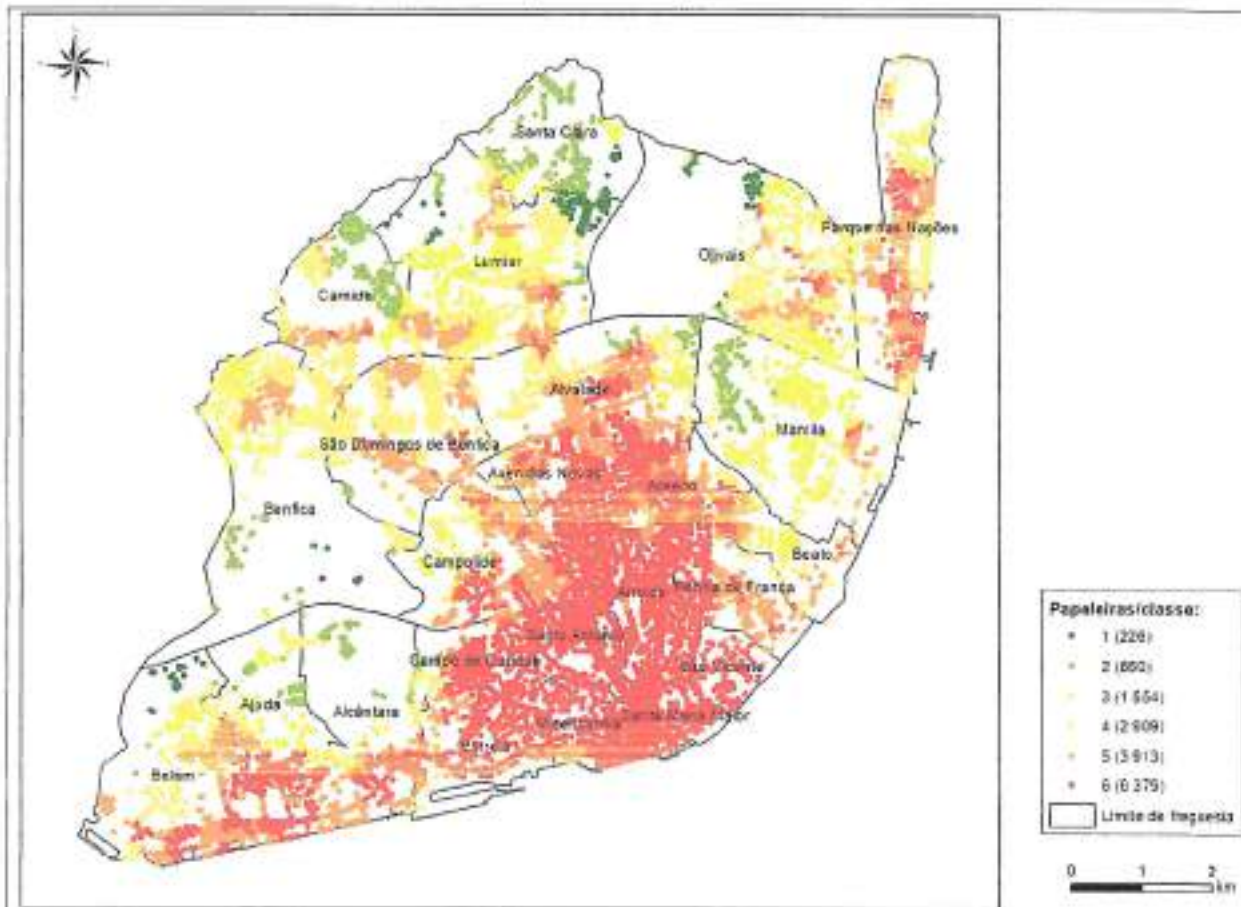 Santa Clara
Parque das Nações
Olivais
Lumiar
Carnide
Alvalade
Marvila
São Domingos de Benfica
Avenidas Novas
Areeiro
Benfica
Beato
Campolide
Penha de França
Arroios
Santo António
Campo de Ourique
São Vicente
Ajuda
Alcântara
Misericórdia
Santa Maria Maior
Estrela
Belém
Papeleiras/classe:
1 (226)
2 (860)
3 (1 554)
4 (2 909)
5 (3 913)
6 (6 379)
Limite de freguesia
0 1 2
km